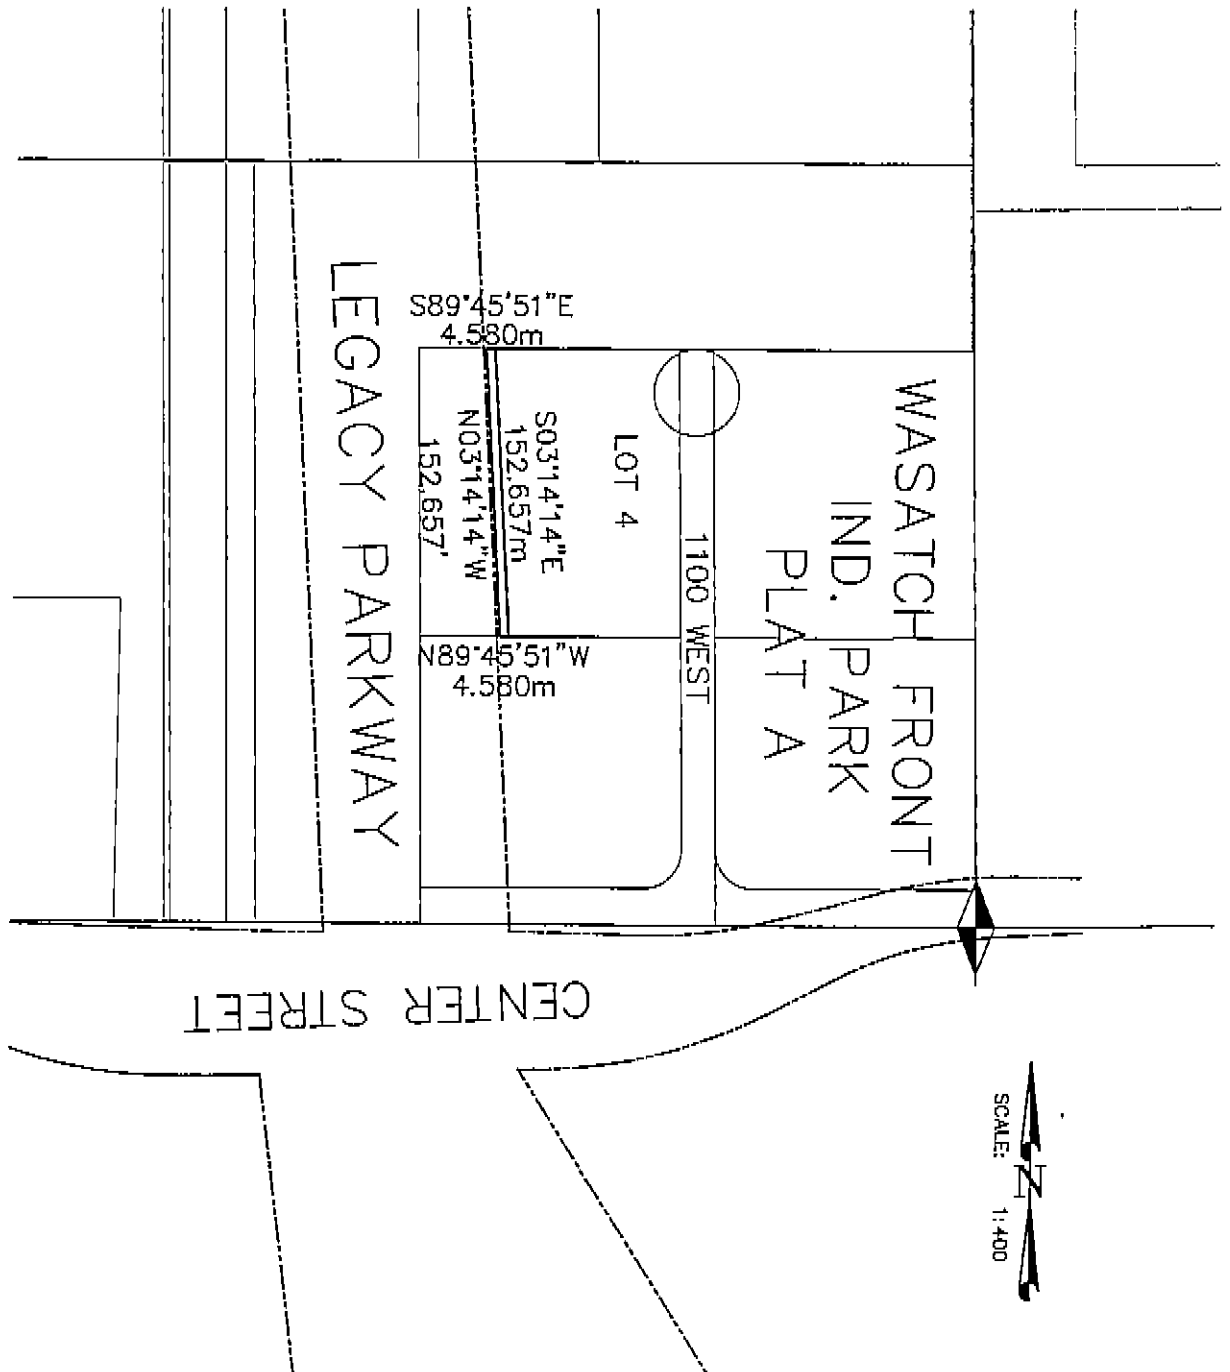 S89°45'51"E
4.580m
LEGACY PARKWAY
152.657'
N03°14'14"W
152.657m
S03°14'14"E
LOT 4
1100 WEST
WASATCH FRONT
IND. PARK
PLAT A
N89°45'51"W
4.580m
CENTER STREET
N
SCALE: 1:400